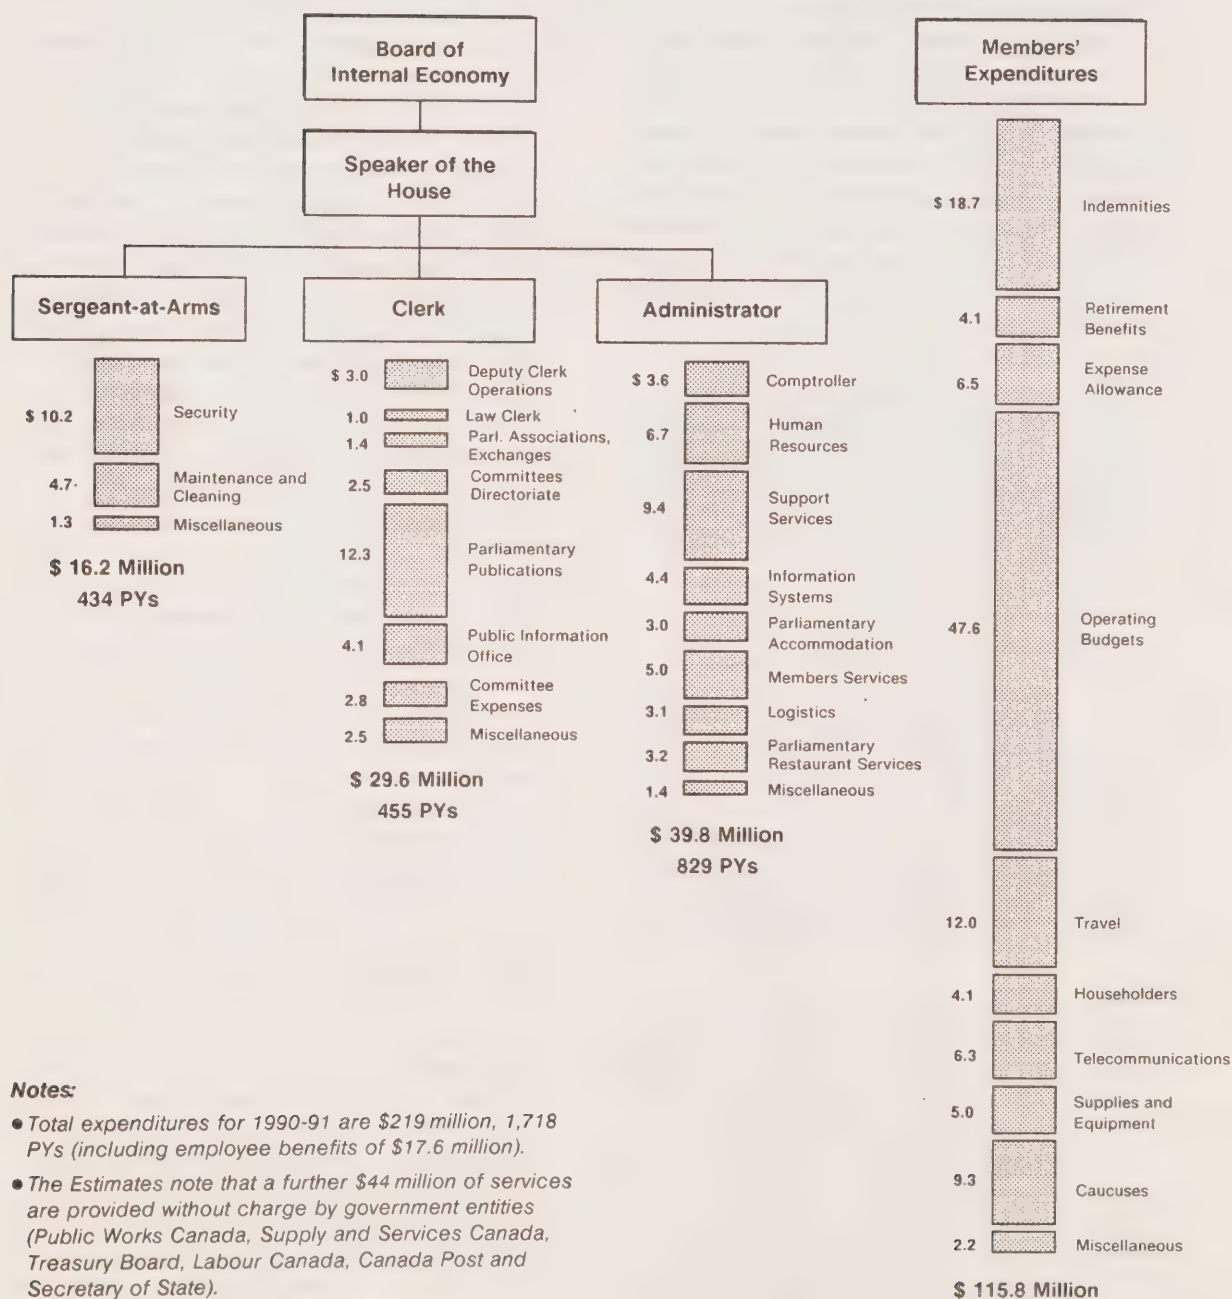 Board of
Internal Economy
Speaker of the
House
Sergeant-at-Arms
$ 10.2 Security
4.7 Maintenance and
Cleaning
1.3 Miscellaneous
$ 16.2 Million
434 PYs
Clerk
$ 3.0 Deputy Clerk
Operations
1.0 Law Clerk
1.4 Parl. Associations,
Exchanges
2.5 Committees
Directoriate
12.3 Parliamentary
Publications
4.1 Public Information
Office
2.8 Committee
Expenses
2.5 Miscellaneous
$ 29.6 Million
455 PYs
Administrator
$ 3.6 Comptroller
6.7 Human
Resources
9.4 Support
Services
4.4 Information
Systems
3.0 Parliamentary
Accommodation
5.0 Members Services
3.1 Logistics
3.2 Parliamentary
Restaurant Services
1.4 Miscellaneous
$ 39.8 Million
829 PYs
Members'
Expenditures
$ 18.7 Indemnities
4.1 Retirement
Benefits
6.5 Expense
Allowance
47.6 Operating
Budgets
12.0 Travel
4.1 Householders
6.3 Telecommunications
5.0 Supplies and
Equipment
9.3 Caucuses
2.2 Miscellaneous
$ 115.8 Million
Notes:
• Total expenditures for 1990-91 are $219 million, 1,718
PYs (including employee benefits of $17.6 million).
• The Estimates note that a further $44 million of services
are provided without charge by government entities
(Public Works Canada, Supply and Services Canada,
Treasury Board, Labour Canada, Canada Post and
Secretary of State).